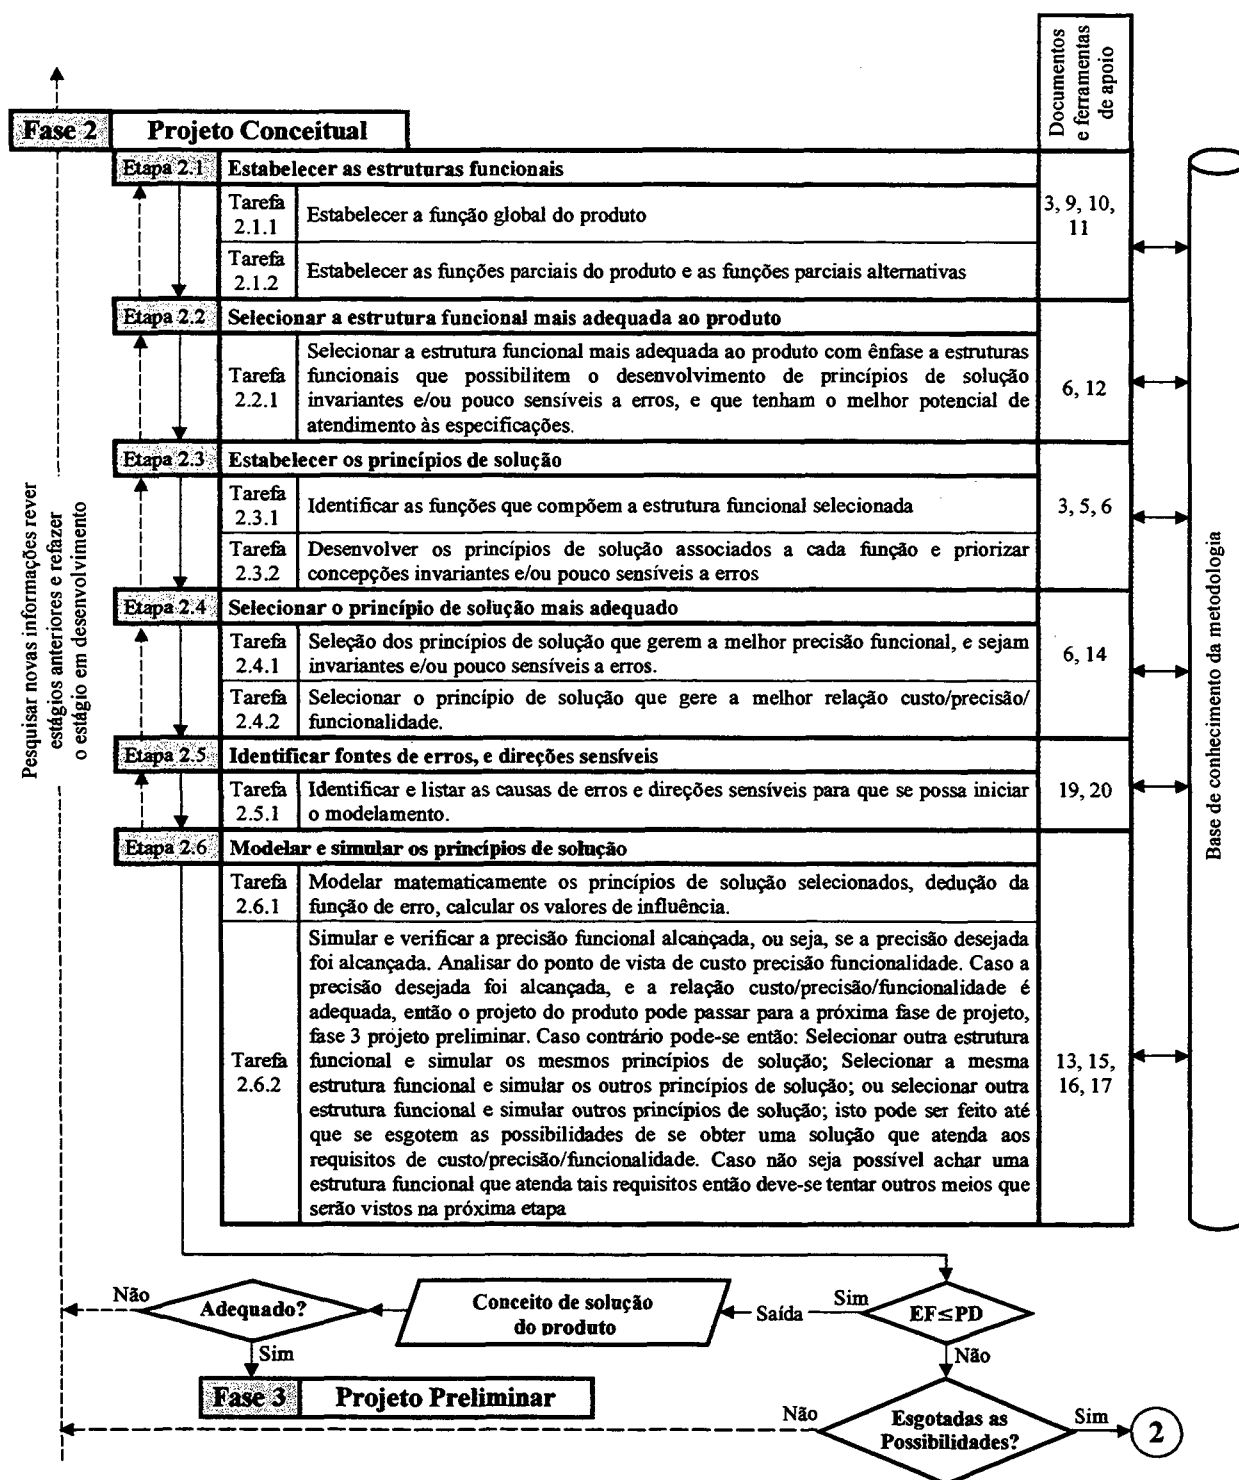 Documentos
e ferramentas
de apoio
Fase 2 Projeto Conceitual
Etapa 2.1 Estabelecer as estruturas funcionais
Tarefa
2.1.1
Estabelecer a função global do produto
3, 9, 10,
11
Tarefa
2.1.2
Estabelecer as funções parciais do produto e as funções parciais alternativas
Etapa 2.2 Selecionar a estrutura funcional mais adequada ao produto
Tarefa
2.2.1
Selecionar a estrutura funcional mais adequada ao produto com ênfase a estruturas
funcionais que possibilitem o desenvolvimento de princípios de solução
invariantes e/ou pouco sensíveis a erros, e que tenham o melhor potencial de
atendimento às especificações.
6, 12
Etapa 2.3 Estabelecer os princípios de solução
Tarefa
2.3.1
Identificar as funções que compõem a estrutura funcional selecionada
3, 5, 6
Tarefa
2.3.2
Desenvolver os princípios de solução associados a cada função e priorizar
concepções invariantes e/ou pouco sensíveis a erros
Etapa 2.4 Selecionar o princípio de solução mais adequado
Tarefa
2.4.1
Seleção dos princípios de solução que gerem a melhor precisão funcional, e sejam
invariantes e/ou pouco sensíveis a erros.
6, 14
Tarefa
2.4.2
Selecionar o princípio de solução que gere a melhor relação custo/precisão/
funcionalidade.
Etapa 2.5 Identificar fontes de erros, e direções sensíveis
Tarefa
2.5.1
Identificar e listar as causas de erros e direções sensíveis para que se possa iniciar
o modelamento.
19, 20
Etapa 2.6 Modelar e simular os princípios de solução
Tarefa
2.6.1
Modelar matematicamente os princípios de solução selecionados, dedução da
função de erro, calcular os valores de influência.
Tarefa
2.6.2
Simular e verificar a precisão funcional alcançada, ou seja, se a precisão desejada
foi alcançada. Analisar do ponto de vista de custo precisão funcionalidade. Caso a
precisão desejada foi alcançada, e a relação custo/precisão/funcionalidade é
adequada, então o projeto do produto pode passar para a próxima fase de projeto,
fase 3 projeto preliminar. Caso contrário pode-se então: Selecionar outra estrutura
funcional e simular os mesmos princípios de solução; Selecionar a mesma
estrutura funcional e simular os outros princípios de solução; ou selecionar outra
estrutura funcional e simular outros princípios de solução; isto pode ser feito até
que se esgotem as possibilidades de se obter uma solução que atenda aos
requisitos de custo/precisão/funcionalidade. Caso não seja possível achar uma
estrutura funcional que atenda tais requisitos então deve-se tentar outros meios que
serão vistos na próxima etapa
13, 15,
16, 17
Pesquisar novas informações rever
estágios anteriores e refazer
o estágio em desenvolvimento
Base de conhecimento da metodologia
Não
Adequado?
Conceito de solução
do produto
Saída
Sim
EF≤PD
Sim
Não
Fase 3 Projeto Preliminar
Não
Esgotadas as
Possibilidades?
Sim
2